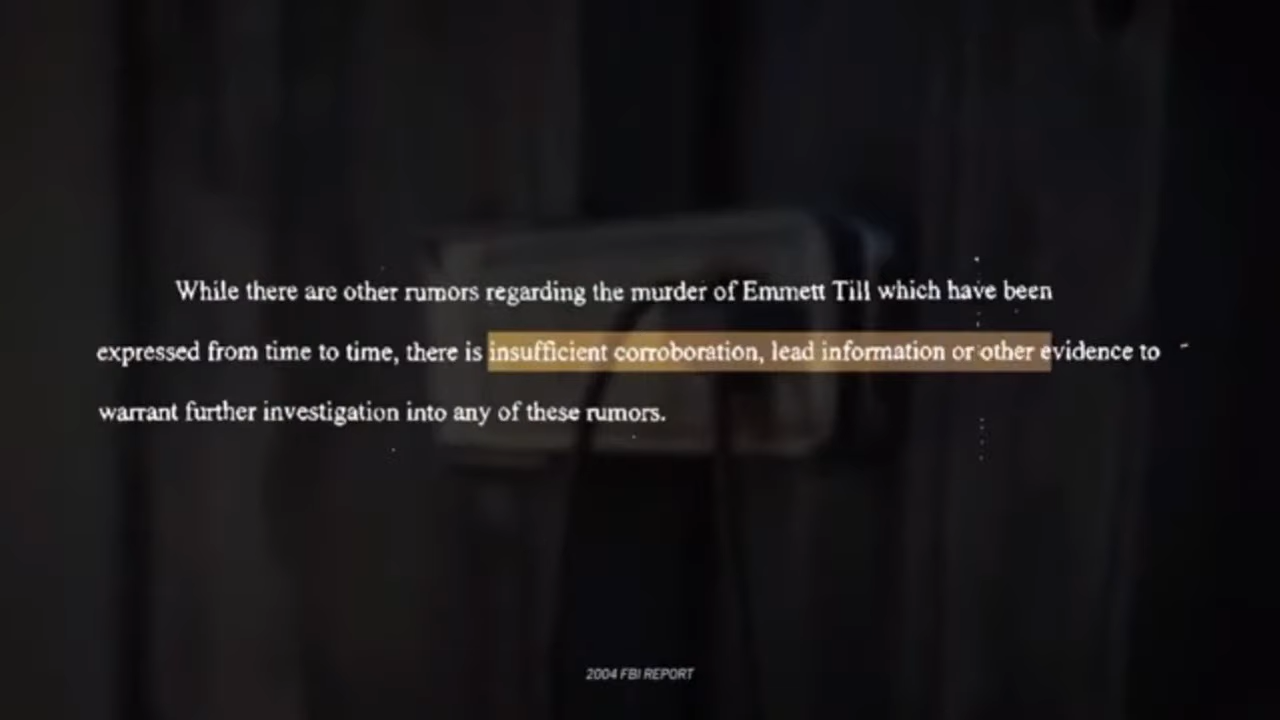 While there are other rumors regarding the murder of Emmett Till which have been
expressed from time to time, there is insufficient corroboration, lead information or other evidence to
warrant further investigation into any of these rumors.
2004 FBI REPORT